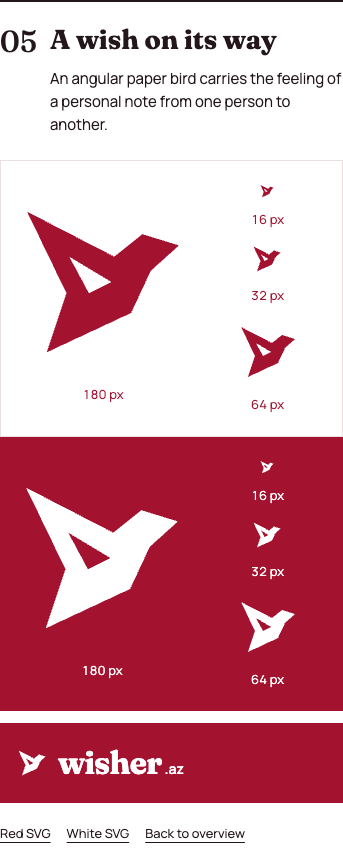 05 A wish on its way
An angular paper bird carries the feeling of
a personal note from one person to
another.
16 px
32 px
180 px
64 px
16 px
32 px
180 px
64 px
wisher.az
Red SVG White SVG Back to overview